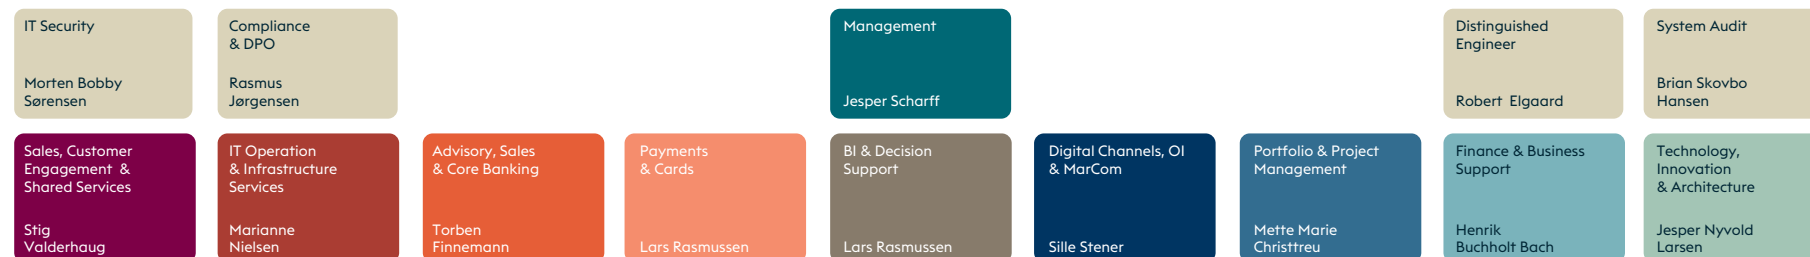 IT Security
Morten Bobby
Sørensen
Compliance
& DPO
Rasmus
Jørgensen
Management
Jesper Scharff
Distinguished
Engineer
Robert Elgaard
System Audit
Brian Skovbo
Hansen
Sales, Customer
Engagement &
Shared Services
Stig
Valderhaug
IT Operation
& Infrastructure
Services
Marianne
Nielsen
Advisory, Sales
& Core Banking
Torben
Finnemann
Payments
& Cards
Lars Rasmussen
BI & Decision
Support
Lars Rasmussen
Digital Channels, OI
& MarCom
Sille Stener
Portfolio & Project
Management
Mette Marie
Christtreu
Finance & Business
Support
Henrik
Buchholt Bach
Technology,
Innovation
& Architecture
Jesper Nyvold
Larsen